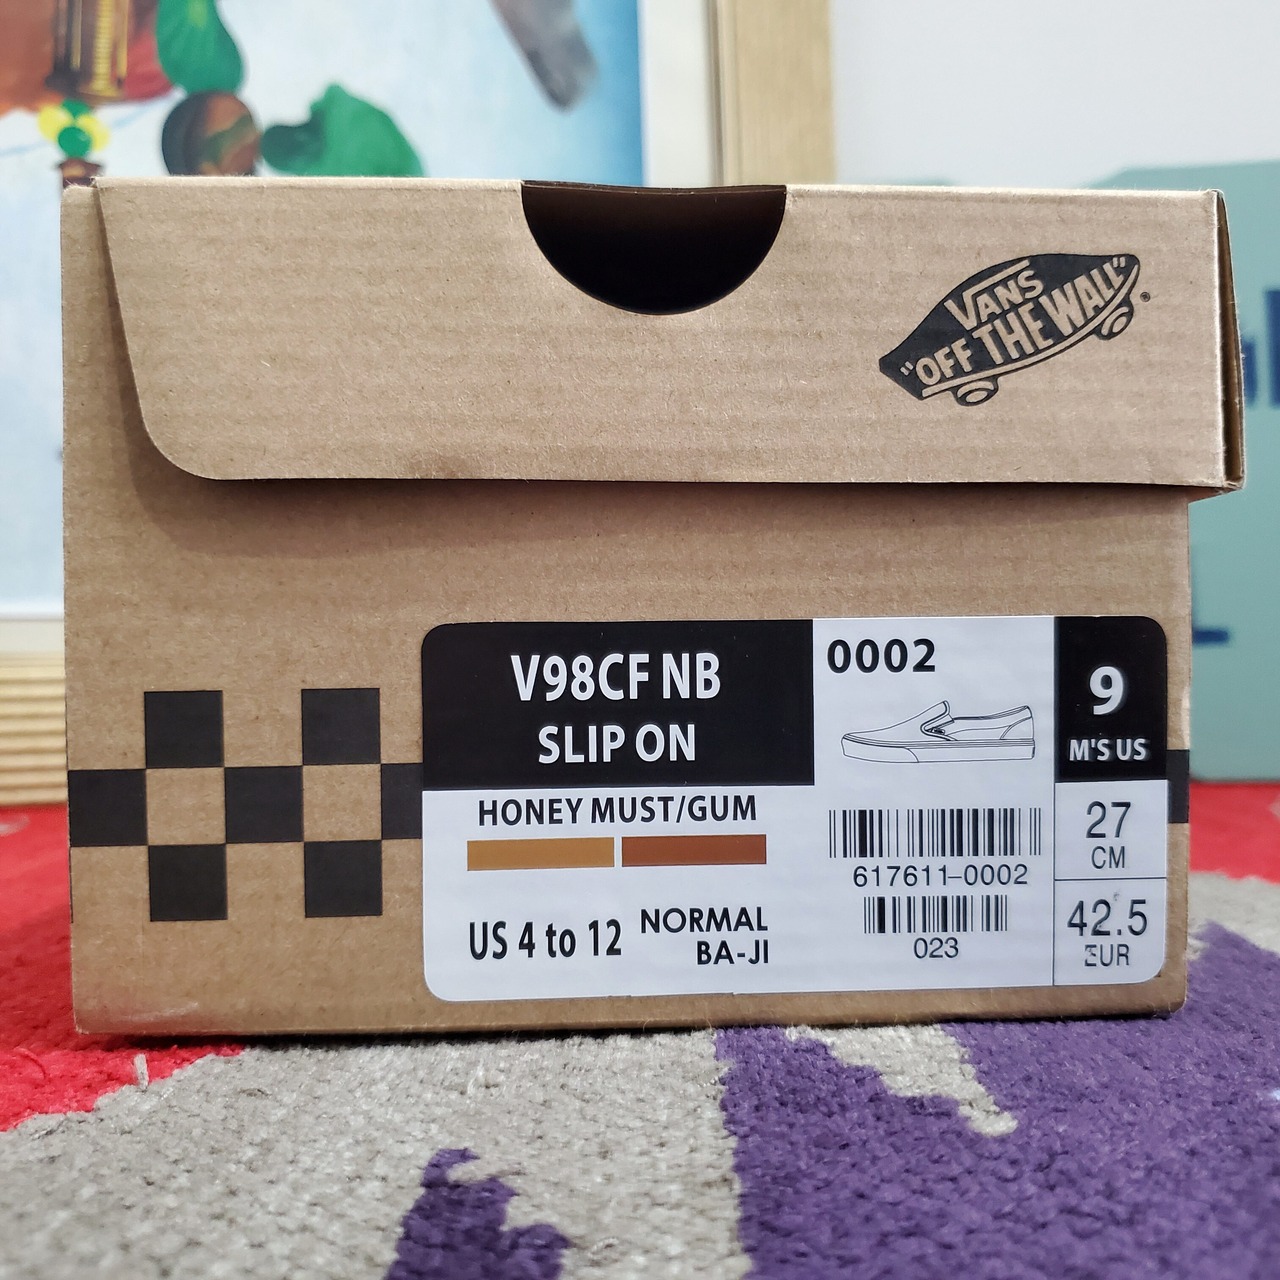 VANS
"OFF THE WALL"
®
V98CF NB
SLIP ON
0002
9
M'S US
HONEY MUST/GUM
27
CM
617611-0002
US 4 to 12
NORMAL
BA-JI
023
42.5
EUR